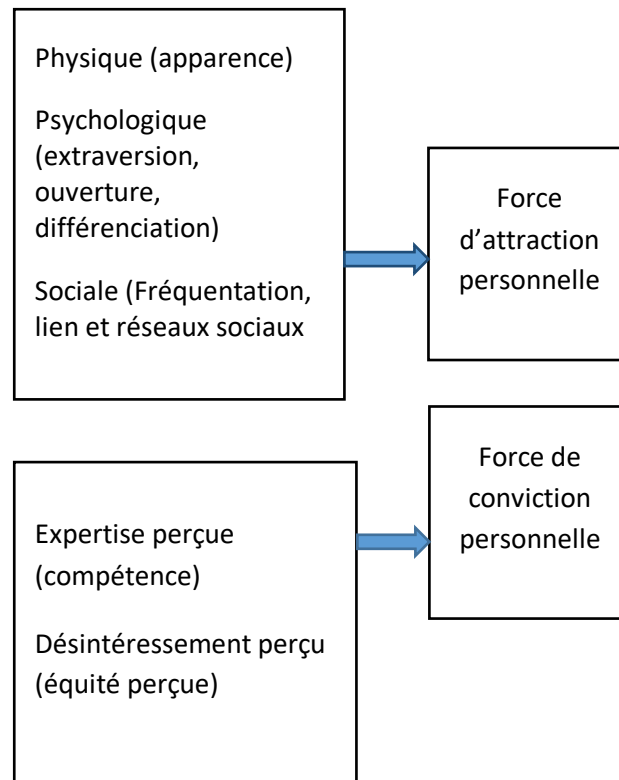 Physique (apparence)
Psychologique
(extraversion,
ouverture,
différenciation)
Sociale (Fréquentation,
lien et réseaux sociaux
Force
d’attraction
personnelle
Expertise perçue
(compétence)
Désintéressement perçu
(équité perçue)
Force de
conviction
personnelle